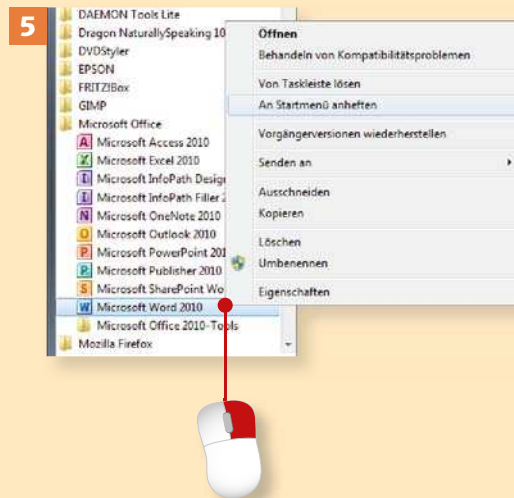 5
DAEMON Tools Lite
Dragon NaturallySpeaking 10
DVDStyler
EPSON
FRITZ!Box
GIMP
Microsoft Office
Microsoft Access 2010
Microsoft Excel 2010
Microsoft InfoPath Desig
Microsoft InfoPath Filler 2
Microsoft OneNote 2010
Microsoft Outlook 2010
Microsoft PowerPoint 201
Microsoft Publisher 2010
Microsoft SharePoint Wo
Microsoft Word 2010
Microsoft Office 2010-Tools
Mozilla Firefox
Öffnen
Behandeln von Kompatibilitätsproblemen
Von Taskleiste lösen
An Startmenü anheften
Vorgängerversionen wiederherstellen
Senden an
Ausschneiden
Kopieren
Löschen
Umbenennen
Eigenschaften